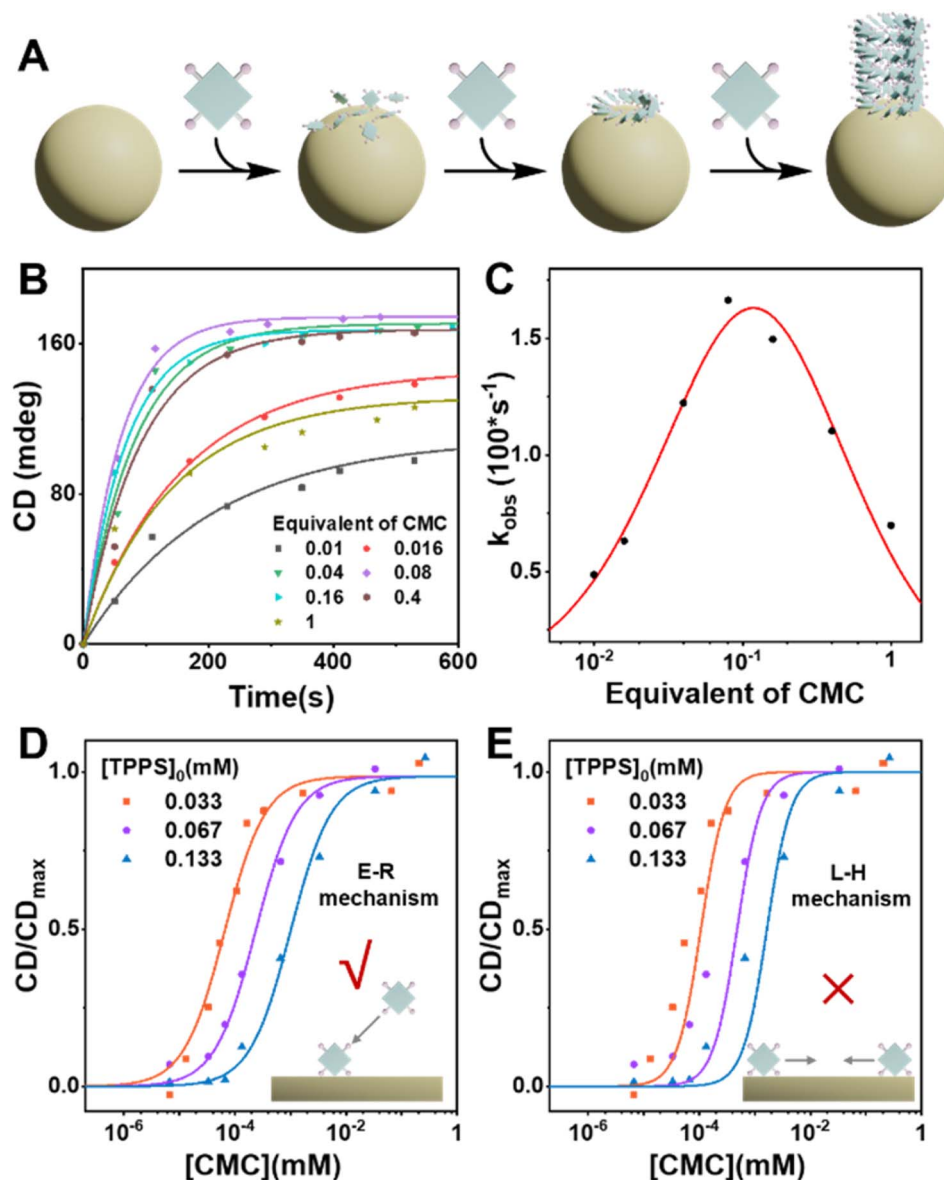 A
B
CD (mdeg)
160
80
0
0
200
400
600
Time(s)
Equivalent of CMC
0.01
0.016
0.04
0.08
0.16
0.4
1
C
k_obs (100*s⁻¹)
1.5
1.0
0.5
10⁻²
10⁻¹
1
Equivalent of CMC
D
[TPPS]₀(mM)
0.033
0.067
0.133
E-R
mechanism
√
CD/CD_max
1.0
0.5
0.0
10⁻⁶
10⁻⁴
10⁻²
1
[CMC](mM)
E
[TPPS]₀(mM)
0.033
0.067
0.133
L-H
mechanism
×
CD/CD_max
1.0
0.5
0.0
10⁻⁶
10⁻⁴
10⁻²
1
[CMC](mM)